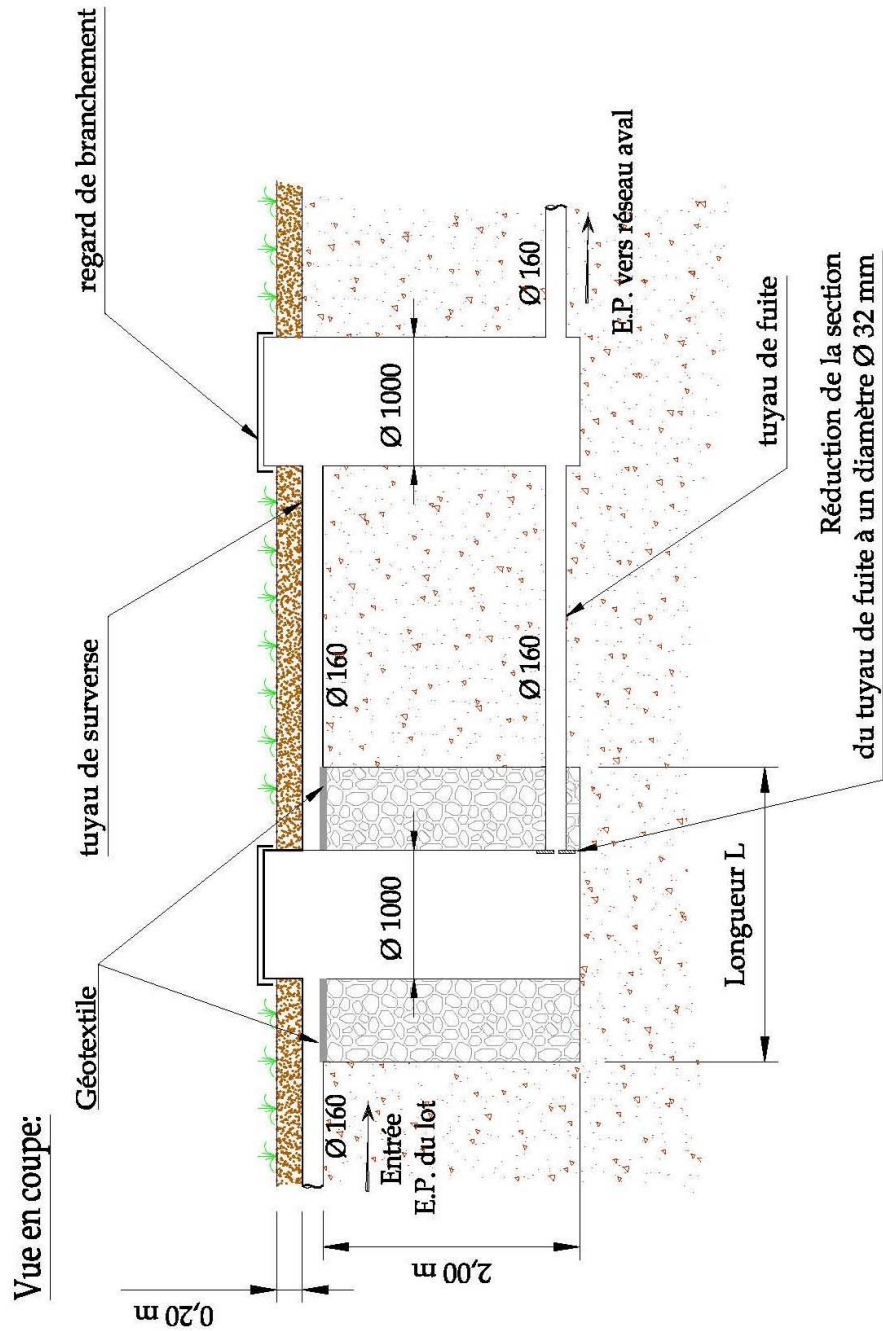 Vue en coupe:
Géotextile
tuyau de surverse
regard de branchement
0,20 m
Ø 160
Entrée
E.P. du lot
2,00 m
Ø 1000
Ø 160
Ø 160
Ø 1000
Ø 160
E.P. vers réseau aval
Longueur L
tuyau de fuite
Réduction de la section
du tuyau de fuite à un diamètre Ø 32 mm